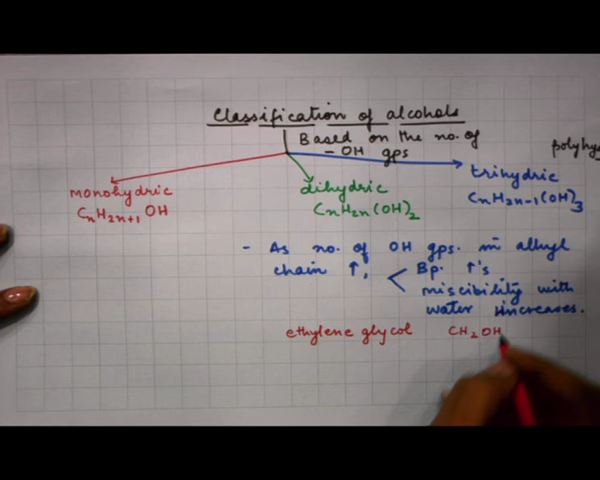 Classification of alcohols
Based on the no. of
- OH gps
monohydric
CnH2n+1 OH
dihydric
CnH2n(OH)2
trihydric
CnH2n-1(OH)3
polyhy
- As no. of OH gps. in alkyl
chain ↑, Bp. ↑'s
miscibility with
water increases.
ethylene glycol CH2OH